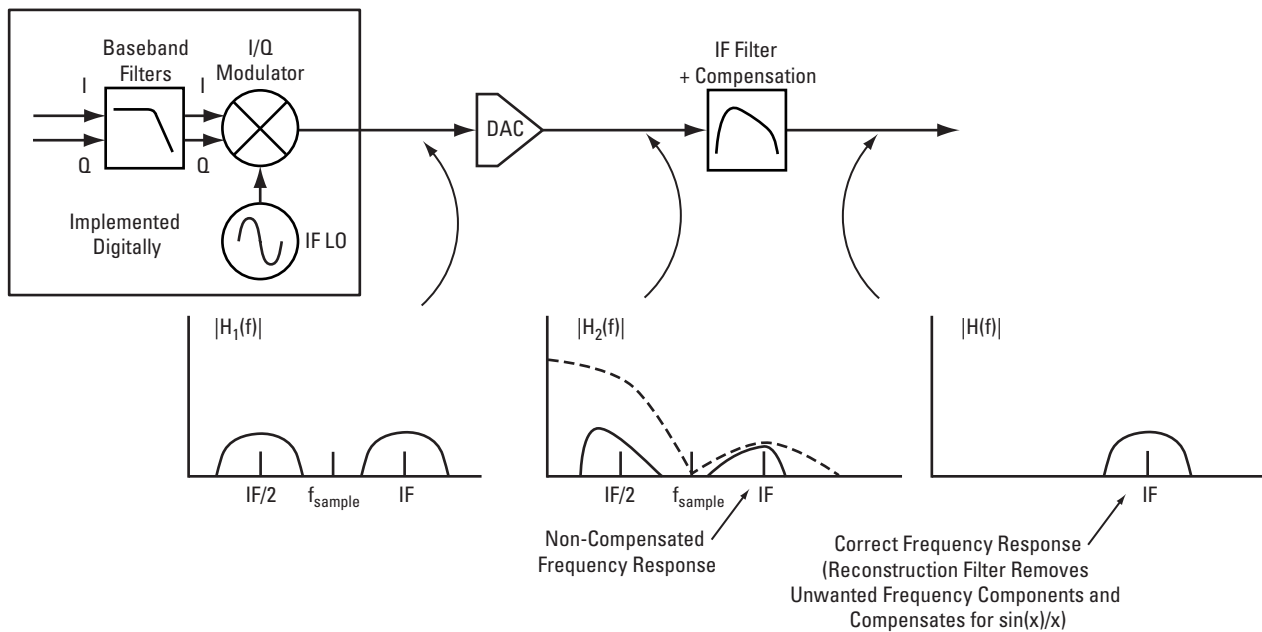 Baseband
Filters
I/Q
Modulator
IF Filter
+ Compensation
I
I
Q
Q
DAC
Implemented
Digitally
IF LO
|H1(f)|
|H2(f)|
|H(f)|
IF/2
fsample
IF
IF/2
fsample
IF
IF
Non-Compensated
Frequency Response
Correct Frequency Response
(Reconstruction Filter Removes
Unwanted Frequency Components and
Compensates for sin(x)/x)